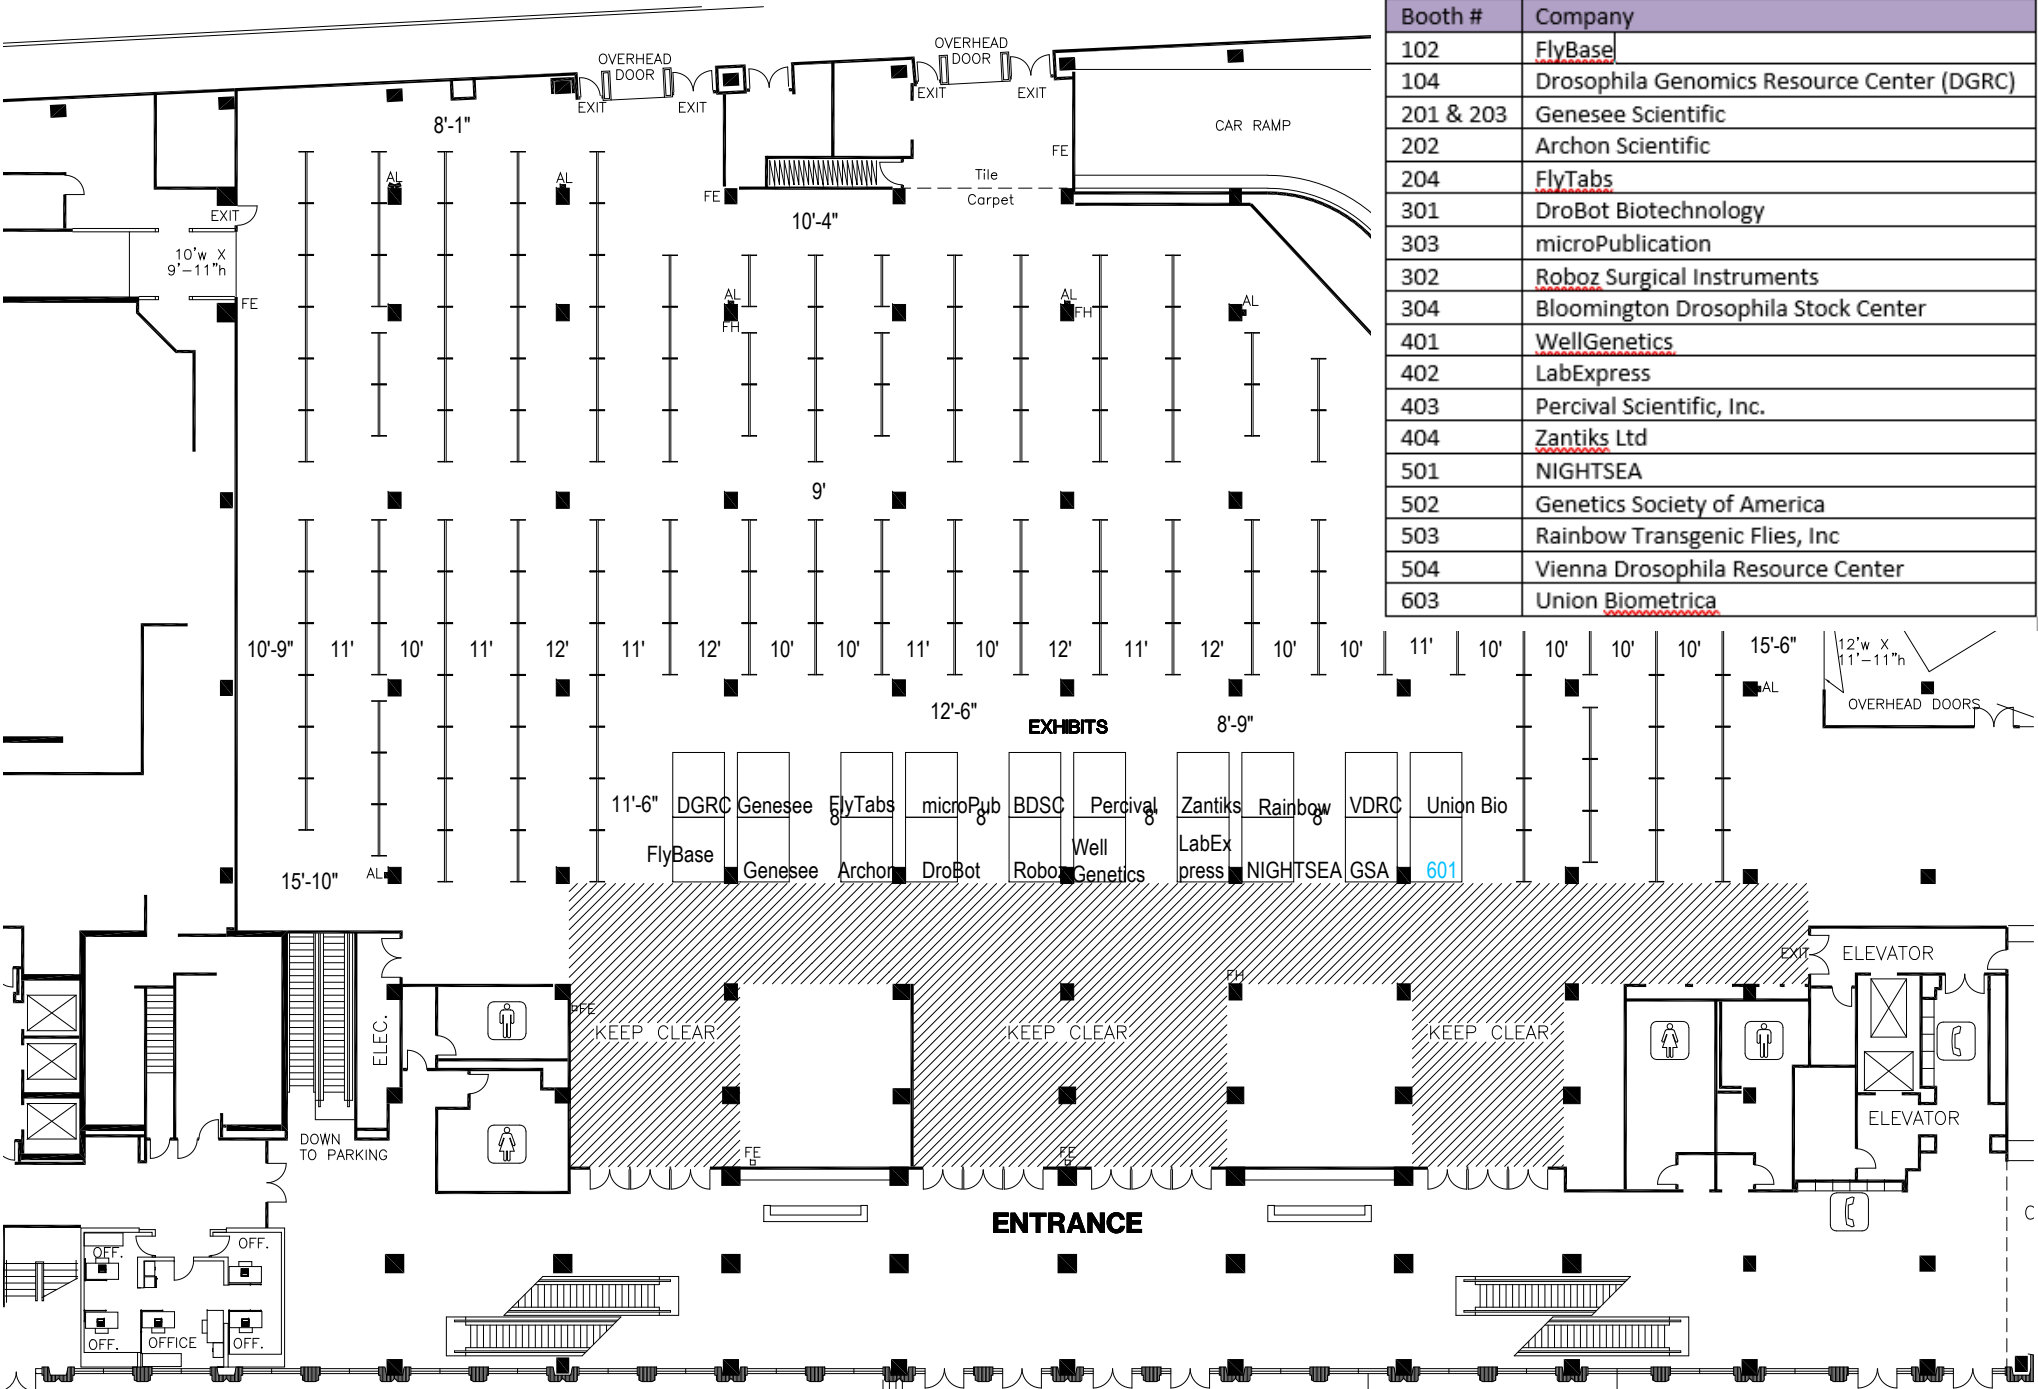 Booth # Company
102 FlyBase
104 Drosophila Genomics Resource Center (DGRC)
201 & 203 Genesee Scientific
202 Archon Scientific
204 FlyTabs
301 DroBot Biotechnology
303 microPublication
302 Roboz Surgical Instruments
304 Bloomington Drosophila Stock Center
401 WellGenetics
402 LabExpress
403 Percival Scientific, Inc.
404 Zantiks Ltd
501 NIGHTSEA
502 Genetics Society of America
503 Rainbow Transgenic Flies, Inc
504 Vienna Drosophila Resource Center
603 Union Biometrica
OVERHEAD
DOOR
OVERHEAD
DOOR
EXIT EXIT EXIT EXIT
8'-1"
CAR RAMP
FE
AL AL
Tile
FE
Carpet
EXIT
10'-4"
10'w X
9'-11"h
FE
AL AL AL
FH FH
9'
10'-9" 11' 10' 11' 12' 11' 12' 10' 10' 11' 10' 12' 11' 12' 10' 10' 11' 10' 10' 10' 10' 15'-6"
12'w X
11'-11"h
AL
OVERHEAD DOORS
12'-6" 8'-9"
EXHIBITS
11'-6" DGRC Genesee FlyTabs microPub BDSC Percival Zantiks Rainbow VDRC Union Bio
8' 8' 8' 8'
FlyBase Well LabEx
Genesee Archon DroBot Roboz Genetics press NIGHTSEA GSA 601
15'-10" AL
EXIT ELEVATOR
FH
FE
ELEC.
KEEP CLEAR KEEP CLEAR KEEP CLEAR
ELEVATOR
DOWN
TO PARKING
FE FE
ENTRANCE
OFF. OFF.
OFF. OFFICE OFF.